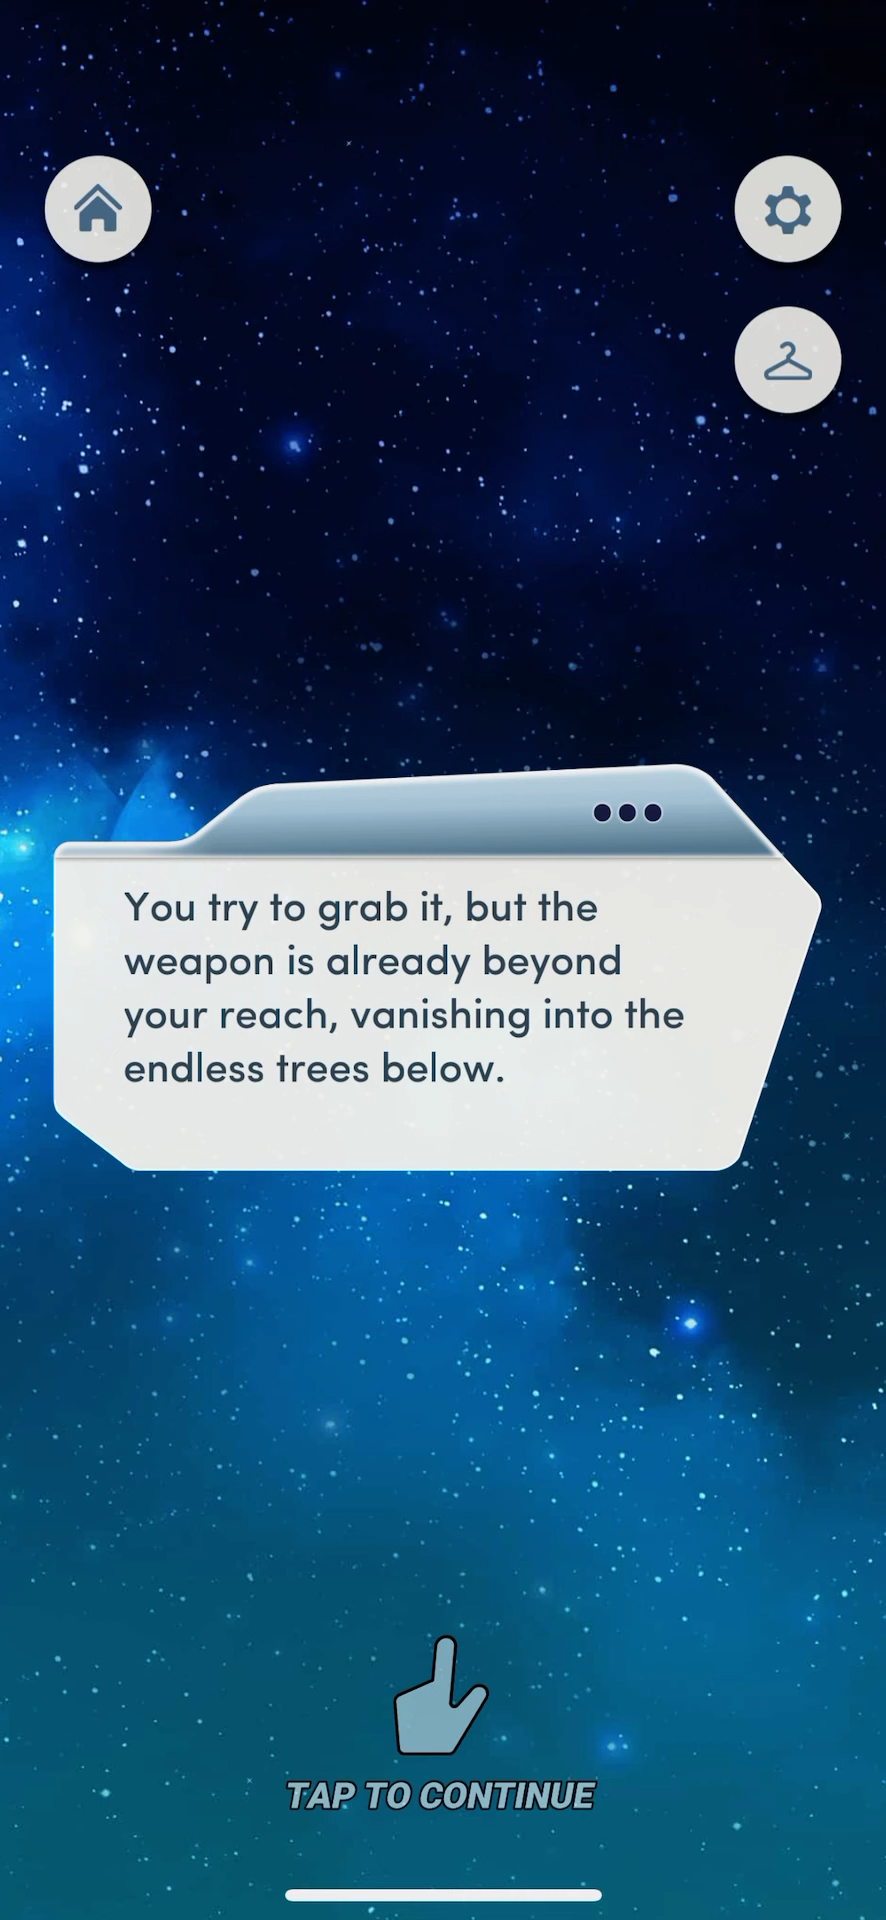 You try to grab it, but the
weapon is already beyond
your reach, vanishing into the
endless trees below.
TAP TO CONTINUE